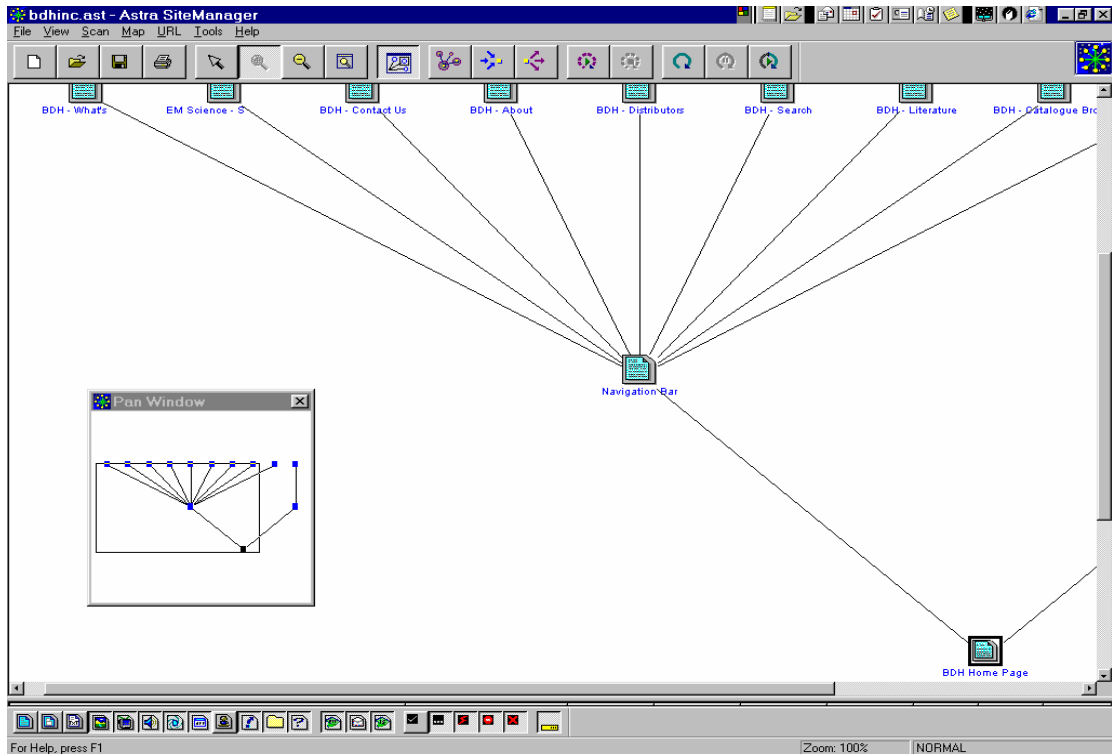 bdhinc.ast - Astra SiteManager
File View Scan Map URL Tools Help
BDH - What's
EM Science - S
BDH - Contact Us
BDH - About
BDH - Distributors
BDH - Search
BDH - Literature
BDH - Catalogue Bro
Navigation Bar
Pan Window
BDH Home Page
For Help, press F1
Zoom: 100%
NORMAL